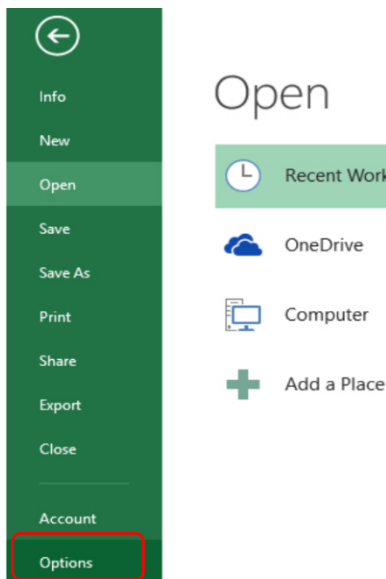 Info
New
Open
Save
Save As
Print
Share
Export
Close
Account
Options
Open
Recent Work
OneDrive
Computer
Add a Place